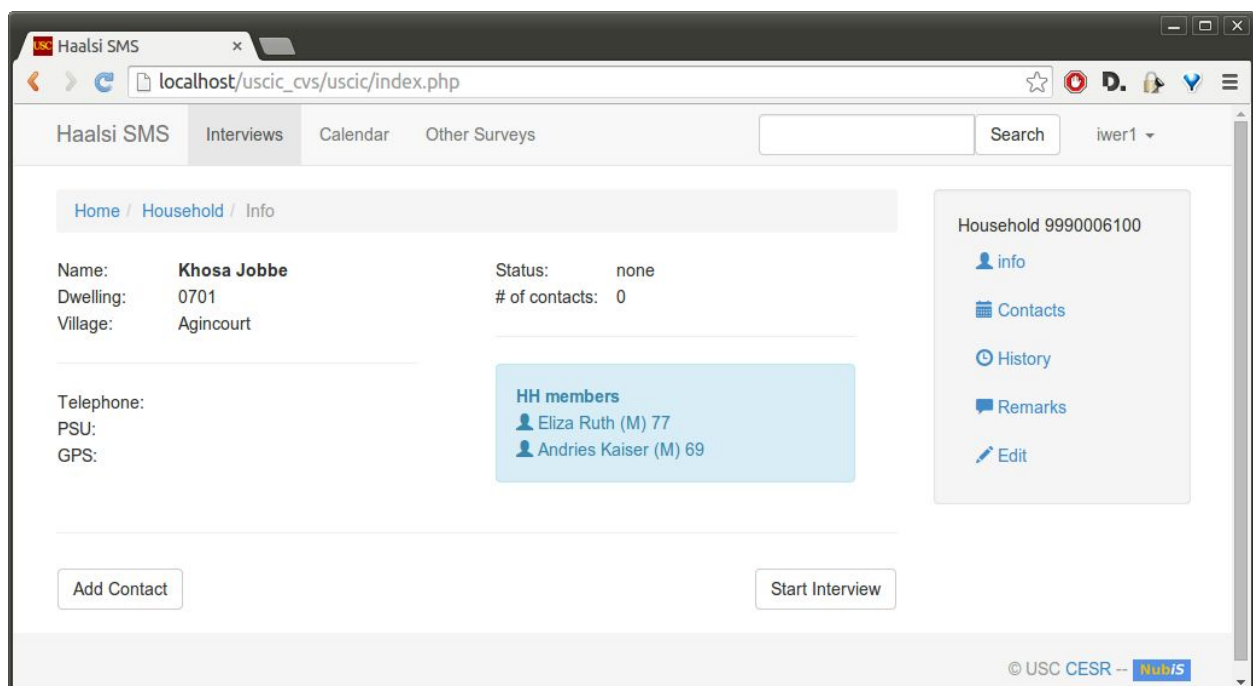 USC Haalsi SMS ×
localhost/uscic_cvs/uscic/index.php
D.
Haalsi SMS Interviews Calendar Other Surveys Search iwer1
Home / Household / Info
Name: Khosa Jobbe
Dwelling: 0701
Village: Agincourt
Status: none
# of contacts: 0
Telephone:
PSU:
GPS:
HH members
Eliza Ruth (M) 77
Andries Kaiser (M) 69
Household 9990006100
info
Contacts
History
Remarks
Edit
Add Contact
Start Interview
© USC CESR -- NubiS